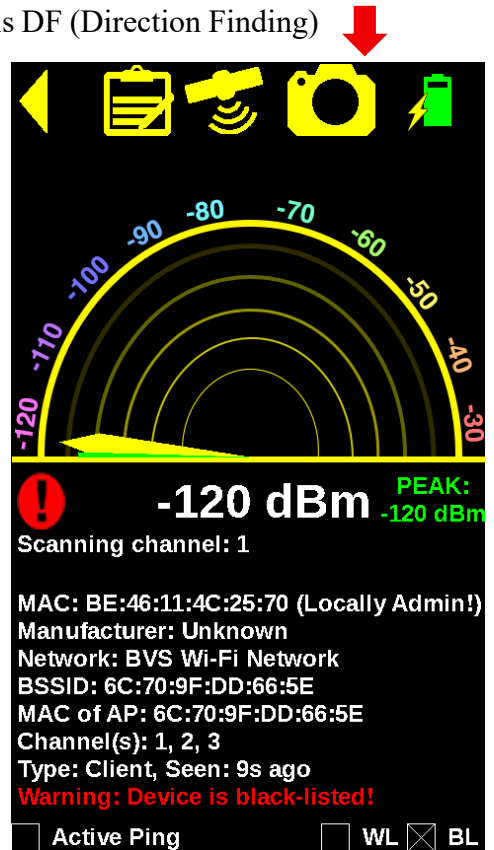 s DF (Direction Finding)
-120
-110
-100
-90
-80
-70
-60
-50
-40
-30
-120 dBm
PEAK:
-120 dBm
Scanning channel: 1
MAC: BE:46:11:4C:25:70 (Locally Admin!)
Manufacturer: Unknown
Network: BVS Wi-Fi Network
BSSID: 6C:70:9F:DD:66:5E
MAC of AP: 6C:70:9F:DD:66:5E
Channel(s): 1, 2, 3
Type: Client, Seen: 9s ago
Warning: Device is black-listed!
Active Ping WL BL